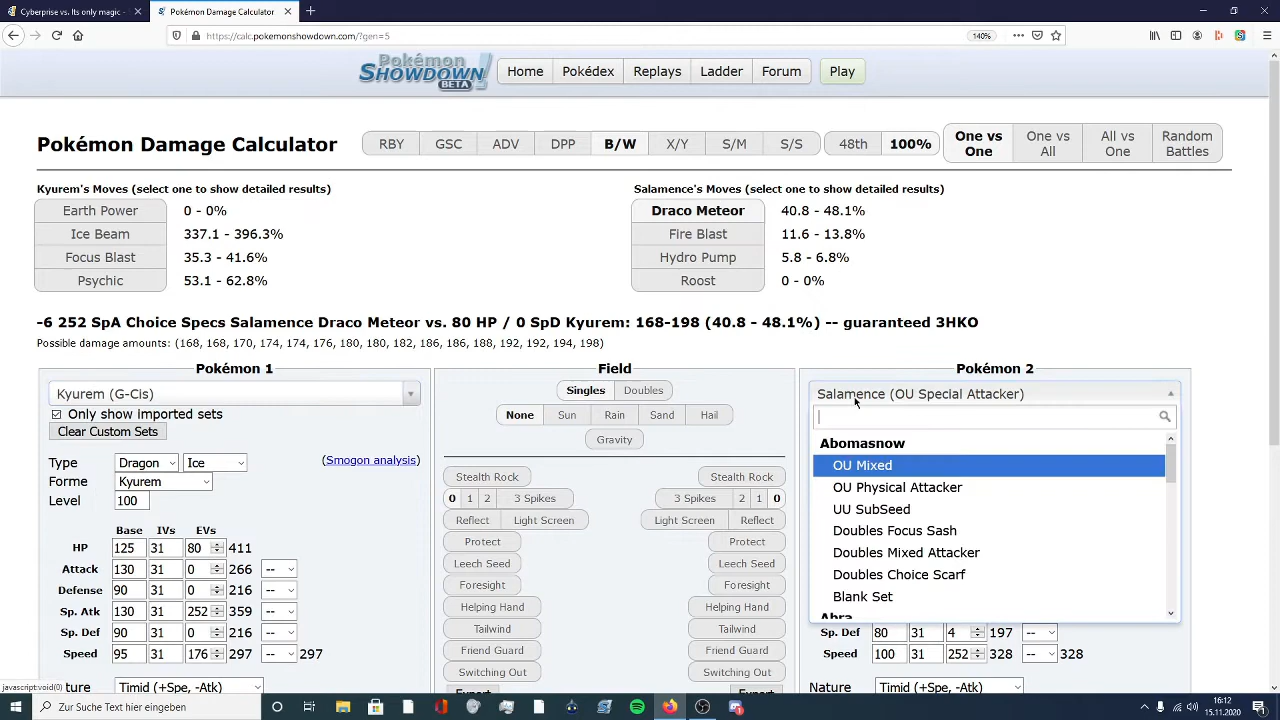 Cyberprise vs. Its only magic -
Pokémon Damage Calculator
https://calc.pokemonshowdown.com/?gen=5
140%
Pokémon
SHOWDOWN!
BETA
Home
Pokédex
Replays
Ladder
Forum
Play
Pokémon Damage Calculator
RBY
GSC
ADV
DPP
B/W
X/Y
S/M
S/S
48th
100%
One vs One
One vs All
All vs One
Random Battles
Kyurem's Moves (select one to show detailed results)
Salamence's Moves (select one to show detailed results)
Earth Power 0 - 0%
Draco Meteor 40.8 - 48.1%
Ice Beam 337.1 - 396.3%
Fire Blast 11.6 - 13.8%
Focus Blast 35.3 - 41.6%
Hydro Pump 5.8 - 6.8%
Psychic 53.1 - 62.8%
Roost 0 - 0%
-6 252 SpA Choice Specs Salamence Draco Meteor vs. 80 HP / 0 SpD Kyurem: 168-198 (40.8 - 48.1%) -- guaranteed 3HKO
Possible damage amounts: (168, 168, 170, 174, 174, 176, 180, 180, 182, 186, 186, 188, 192, 192, 194, 198)
Pokémon 1
Kyurem (G-Cis)
Only show imported sets
Clear Custom Sets
Type Dragon Ice (Smogon analysis)
Forme Kyurem
Level 100
Base IVs EVs
HP 125 31 80 411
Attack 130 31 0 266 --
Defense 90 31 0 216 --
Sp. Atk 130 31 252 359 --
Sp. Def 90 31 0 216 --
Speed 95 31 176 297 -- 297
Nature Timid (+Spe, -Atk)
Field
Singles Doubles
None Sun Rain Sand Hail
Gravity
Stealth Rock Stealth Rock
0 1 2 3 Spikes 3 Spikes 2 1 0
Reflect Light Screen Light Screen Reflect
Protect Protect
Leech Seed Leech Seed
Foresight Foresight
Helping Hand Helping Hand
Tailwind Tailwind
Friend Guard Friend Guard
Switching Out Switching Out
Pokémon 2
Salamence (OU Special Attacker)
Abomasnow
OU Mixed
OU Physical Attacker
UU SubSeed
Doubles Focus Sash
Doubles Mixed Attacker
Doubles Choice Scarf
Blank Set
Abra
Sp. Def 80 31 4 197 --
Speed 100 31 252 328 -- 328
Nature Timid (+Spe, -Atk)
javascript:void(0)
Zur Suche Text hier eingeben
16:12
15.11.2020